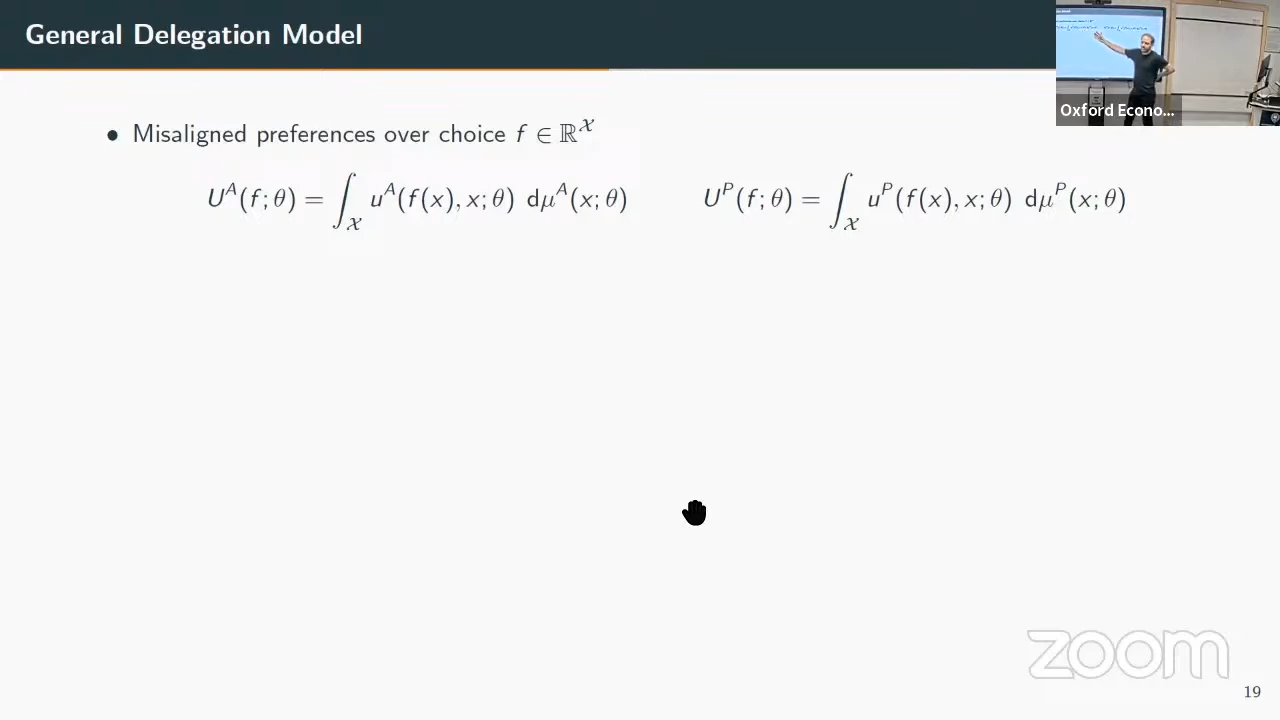 General Delegation Model
Oxford Econo...
• Misaligned preferences over choice f ∈ ℝ^𝒳
U^A(f; θ) = ∫_𝒳 u^A(f(x), x; θ) dμ^A(x; θ) U^P(f; θ) = ∫_𝒳 u^P(f(x), x; θ) dμ^P(x; θ)
zoom
19